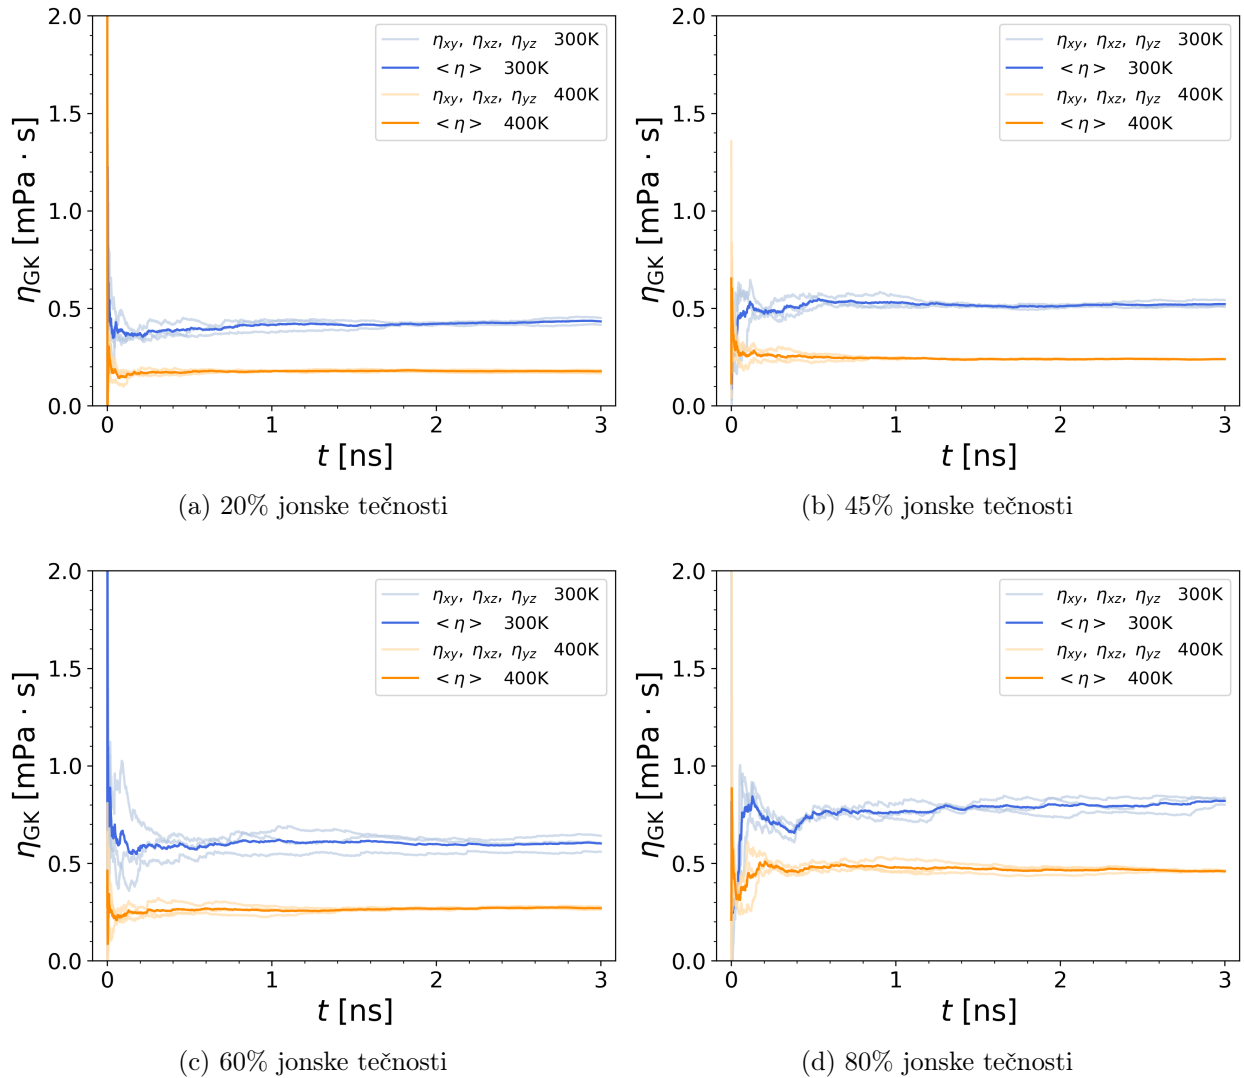 η_GK [mPa · s]
2.0
1.5
1.0
0.5
0.0
0 1 2 3
t [ns]
η_xy, η_xz, η_yz 300K
<η> 300K
η_xy, η_xz, η_yz 400K
<η> 400K
(a) 20% jonske tečnosti
η_GK [mPa · s]
2.0
1.5
1.0
0.5
0.0
0 1 2 3
t [ns]
η_xy, η_xz, η_yz 300K
<η> 300K
η_xy, η_xz, η_yz 400K
<η> 400K
(b) 45% jonske tečnosti
η_GK [mPa · s]
2.0
1.5
1.0
0.5
0.0
0 1 2 3
t [ns]
η_xy, η_xz, η_yz 300K
<η> 300K
η_xy, η_xz, η_yz 400K
<η> 400K
(c) 60% jonske tečnosti
η_GK [mPa · s]
2.0
1.5
1.0
0.5
0.0
0 1 2 3
t [ns]
η_xy, η_xz, η_yz 300K
<η> 300K
η_xy, η_xz, η_yz 400K
<η> 400K
(d) 80% jonske tečnosti